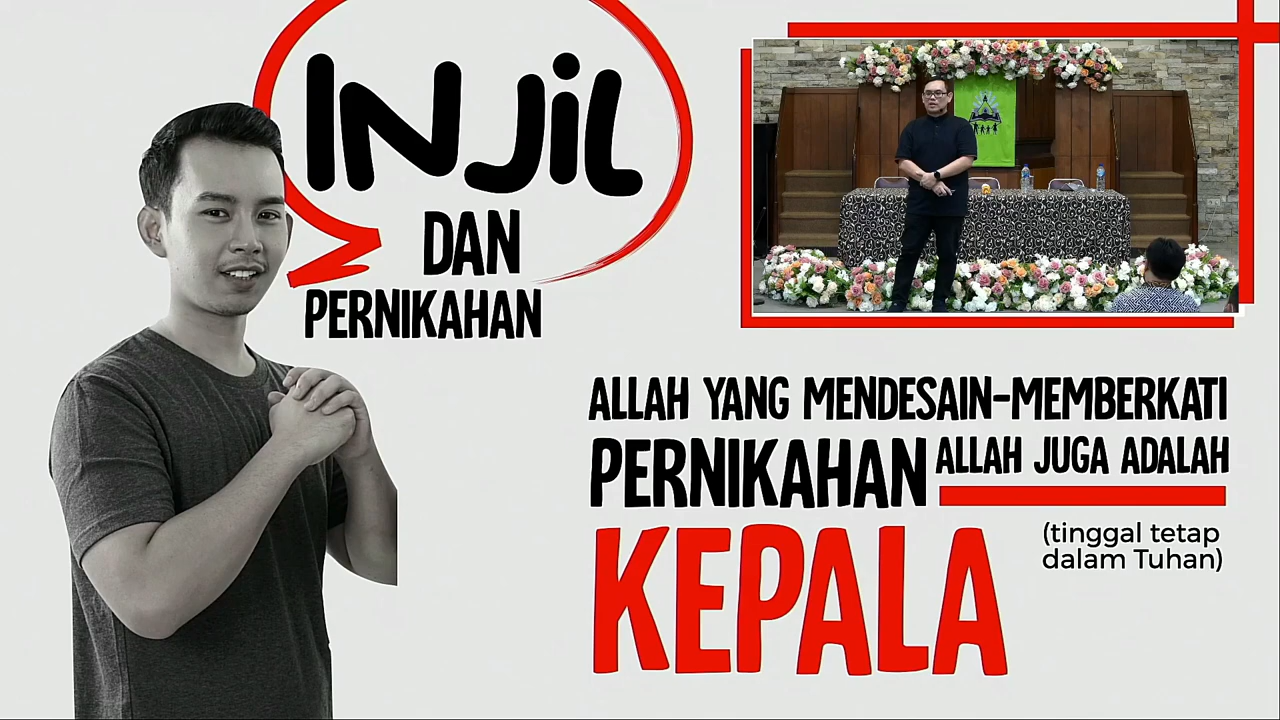 INJIL
DAN
PERNIKAHAN
ALLAH YANG MENDESAIN-MEMBERKATI
PERNIKAHAN ALLAH JUGA ADALAH
KEPALA
(tinggal tetap
dalam Tuhan)